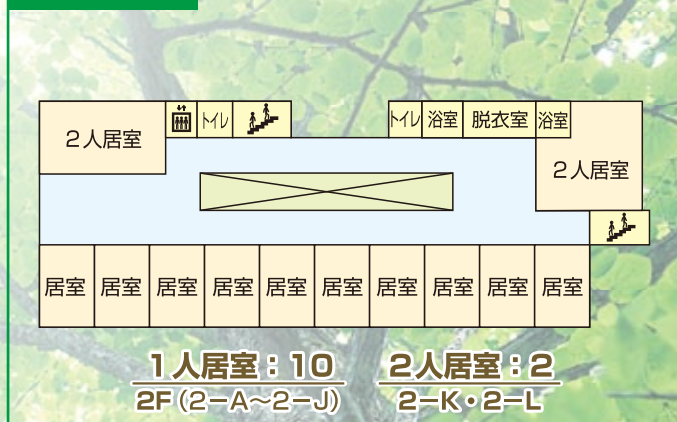 2人居室
トイレ
トイレ
浴室
脱衣室
浴室
2人居室
居室
居室
居室
居室
居室
居室
居室
居室
居室
居室
1人居室：10
2F（2－A～2－J）
2人居室：2
2－K・2－L